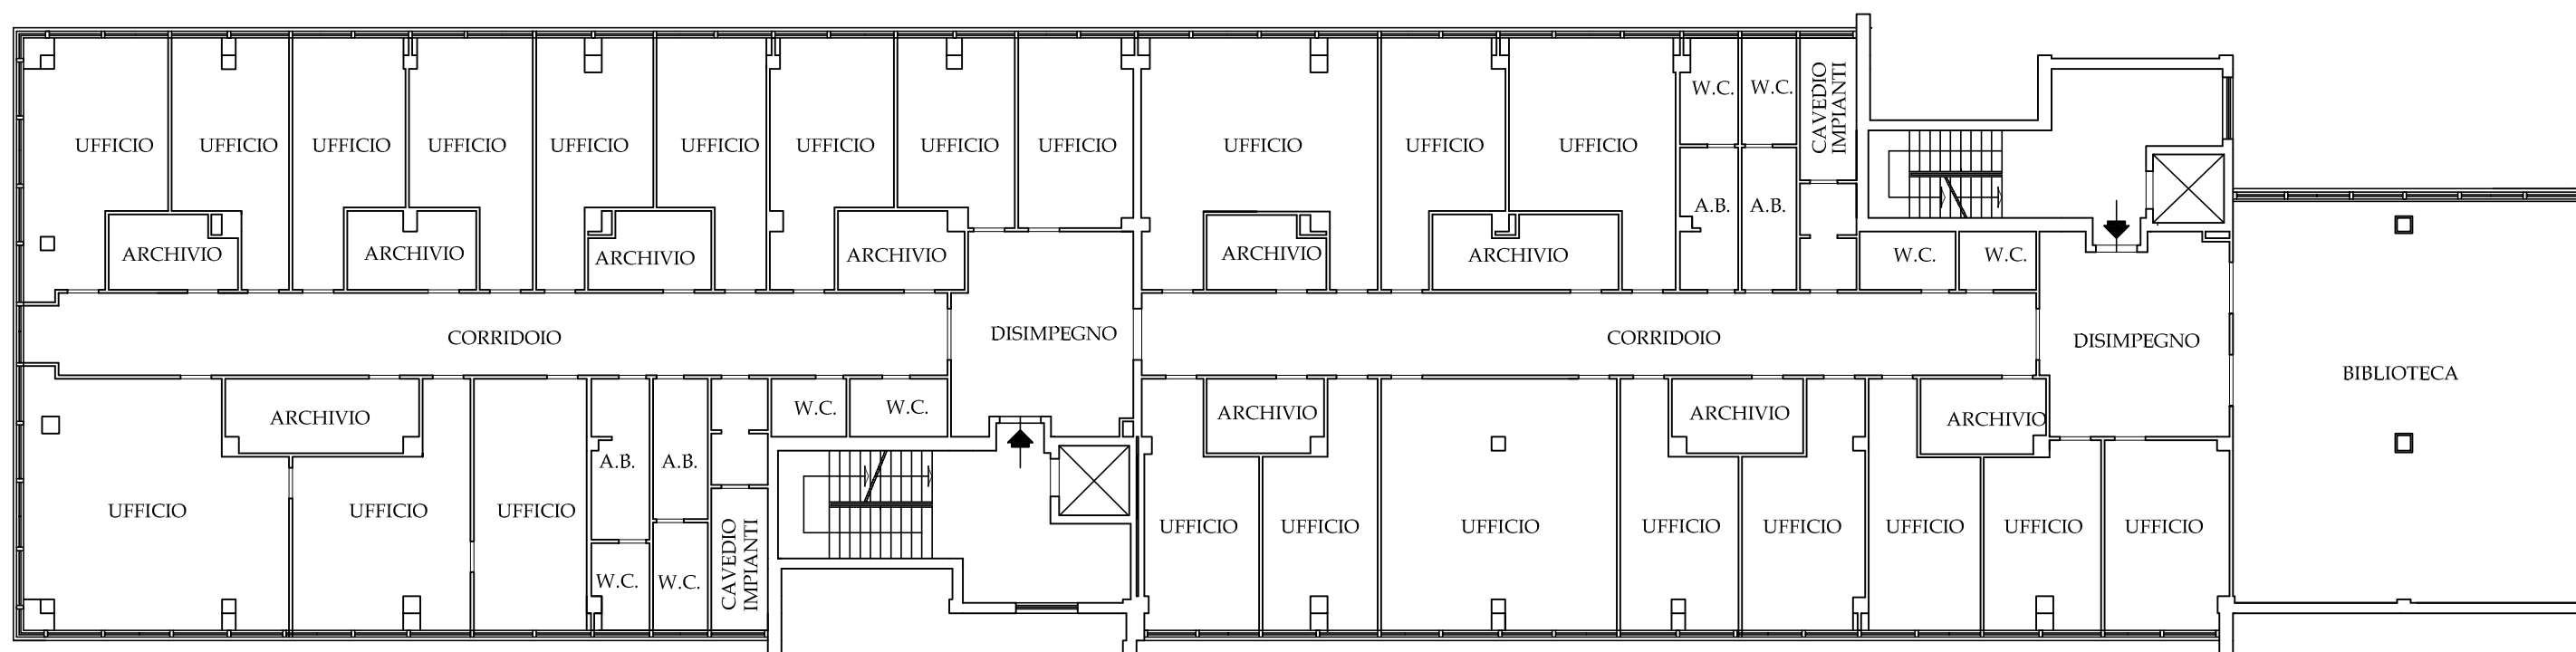 W.C. W.C.
CAVEDIO
IMPIANTI
UFFICIO UFFICIO UFFICIO UFFICIO UFFICIO UFFICIO UFFICIO UFFICIO UFFICIO UFFICIO UFFICIO UFFICIO
A.B. A.B.
ARCHIVIO ARCHIVIO ARCHIVIO ARCHIVIO ARCHIVIO ARCHIVIO W.C. W.C.
CORRIDOIO DISIMPEGNO CORRIDOIO DISIMPEGNO
BIBLIOTECA
ARCHIVIO W.C. W.C. ARCHIVIO ARCHIVIO ARCHIVIO
A.B. A.B.
UFFICIO UFFICIO UFFICIO UFFICIO UFFICIO UFFICIO UFFICIO UFFICIO UFFICIO UFFICIO UFFICIO
W.C. W.C.
CAVEDIO
IMPIANTI